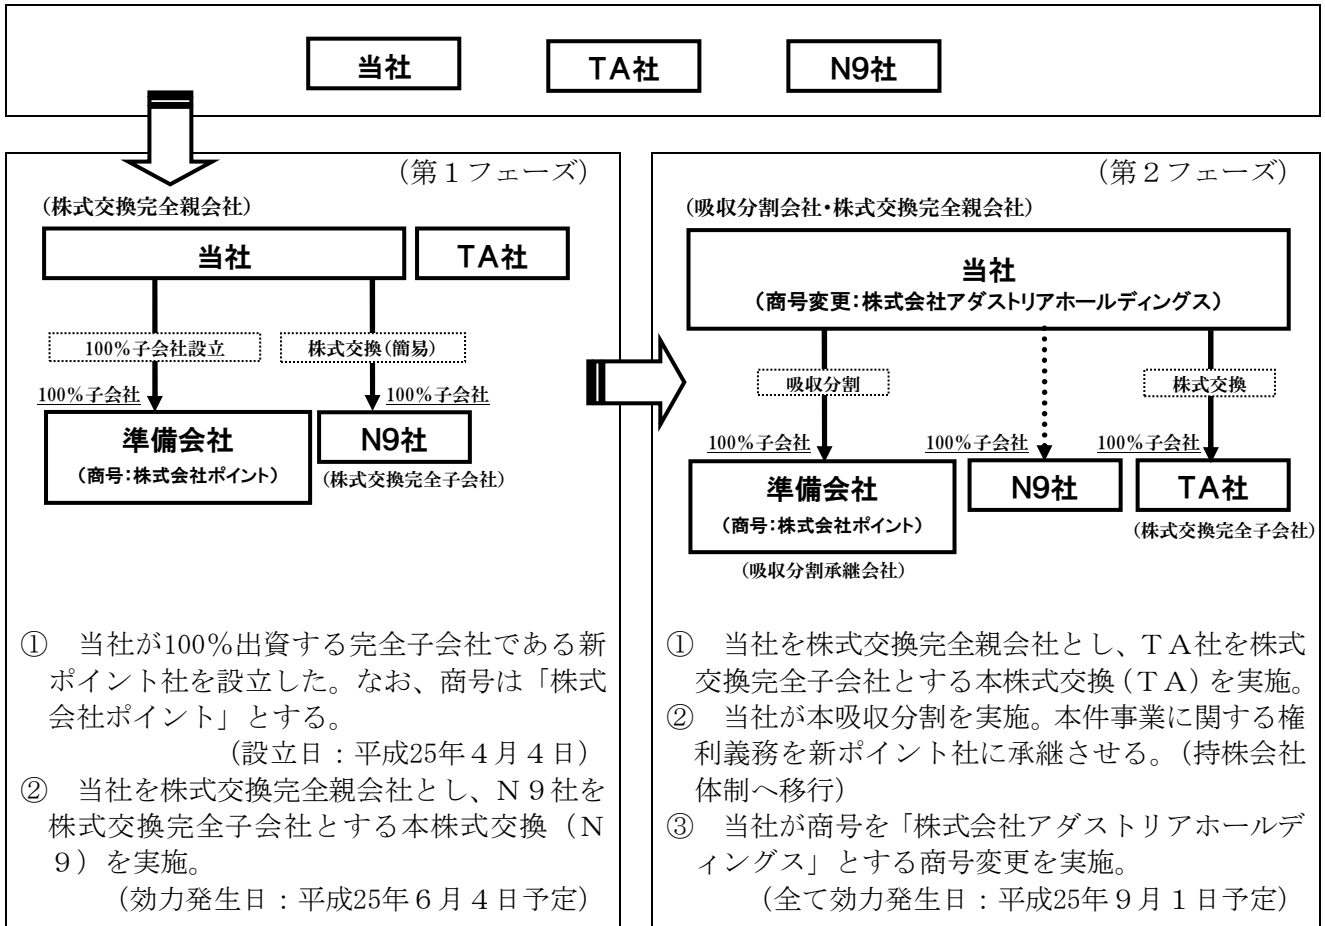 当社
TA社
N9社
(第1フェーズ)
(株式交換完全親会社)
当社
TA社
100%子会社設立
株式交換(簡易)
100%子会社
100%子会社
準備会社
(商号:株式会社ポイント)
N9社
(株式交換完全子会社)
① 当社が100%出資する完全子会社である新
ポイント社を設立した。なお、商号は「株式
会社ポイント」とする。
(設立日:平成25年4月4日)
② 当社を株式交換完全親会社とし、N9社を
株式交換完全子会社とする本株式交換(N
9)を実施。
(効力発生日:平成25年6月4日予定)
(第2フェーズ)
(吸収分割会社・株式交換完全親会社)
当社
(商号変更:株式会社アダストリアホールディングス)
吸収分割
株式交換
100%子会社
100%子会社
100%子会社
準備会社
(商号:株式会社ポイント)
N9社
TA社
(株式交換完全子会社)
(吸収分割承継会社)
① 当社を株式交換完全親会社とし、TA社を株式
交換完全子会社とする本株式交換(TA)を実施。
② 当社が本吸収分割を実施。本件事業に関する権
利義務を新ポイント社に承継させる。(持株会社
体制へ移行)
③ 当社が商号を「株式会社アダストリアホールデ
ィングス」とする商号変更を実施。
(全て効力発生日:平成25年9月1日予定)